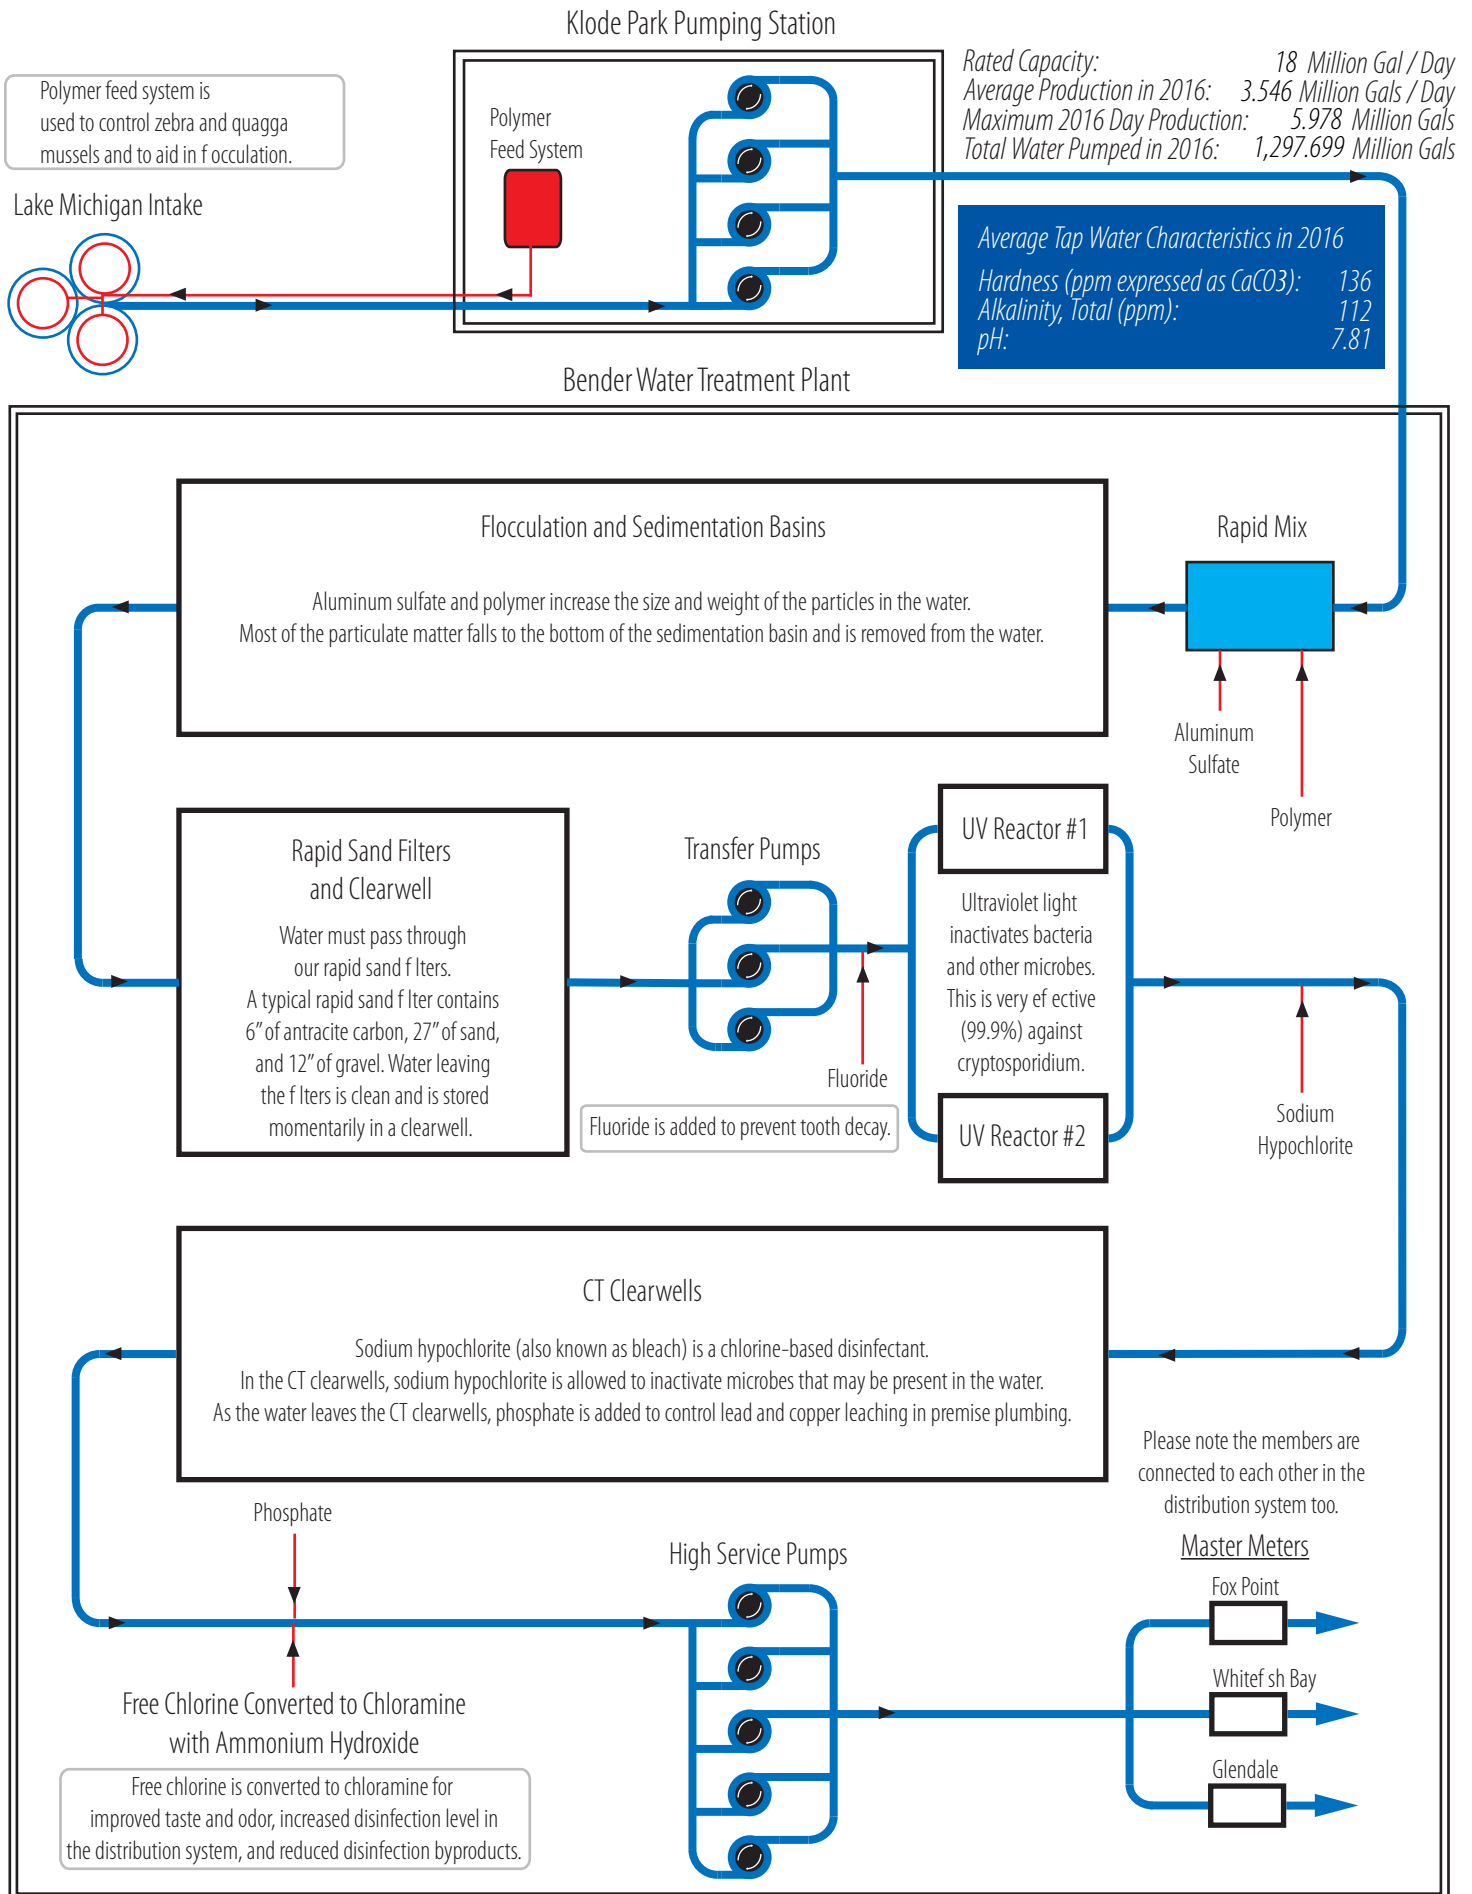 Klode Park Pumping Station
Polymer feed system is
used to control zebra and quagga
mussels and to aid in f occulation.
Polymer
Feed System
Rated Capacity: 18 Million Gal / Day
Average Production in 2016: 3.546 Million Gals / Day
Maximum 2016 Day Production: 5.978 Million Gals
Total Water Pumped in 2016: 1,297.699 Million Gals
Lake Michigan Intake
Average Tap Water Characteristics in 2016
Hardness (ppm expressed as CaCO3): 136
Alkalinity, Total (ppm): 112
pH: 7.81
Bender Water Treatment Plant
Flocculation and Sedimentation Basins
Aluminum sulfate and polymer increase the size and weight of the particles in the water.
Most of the particulate matter falls to the bottom of the sedimentation basin and is removed from the water.
Rapid Mix
Aluminum
Sulfate
Polymer
Rapid Sand Filters
and Clearwell
Water must pass through
our rapid sand f lters.
A typical rapid sand f lter contains
6” of antracite carbon, 27” of sand,
and 12” of gravel. Water leaving
the f lters is clean and is stored
momentarily in a clearwell.
Transfer Pumps
Fluoride
Fluoride is added to prevent tooth decay.
UV Reactor #1
Ultraviolet light
inactivates bacteria
and other microbes.
This is very ef ective
(99.9%) against
cryptosporidium.
UV Reactor #2
Sodium
Hypochlorite
CT Clearwells
Sodium hypochlorite (also known as bleach) is a chlorine-based disinfectant.
In the CT clearwells, sodium hypochlorite is allowed to inactivate microbes that may be present in the water.
As the water leaves the CT clearwells, phosphate is added to control lead and copper leaching in premise plumbing.
Phosphate
Free Chlorine Converted to Chloramine
with Ammonium Hydroxide
Free chlorine is converted to chloramine for
improved taste and odor, increased disinfection level in
the distribution system, and reduced disinfection byproducts.
High Service Pumps
Please note the members are
connected to each other in the
distribution system too.
Master Meters
Fox Point
Whitef sh Bay
Glendale